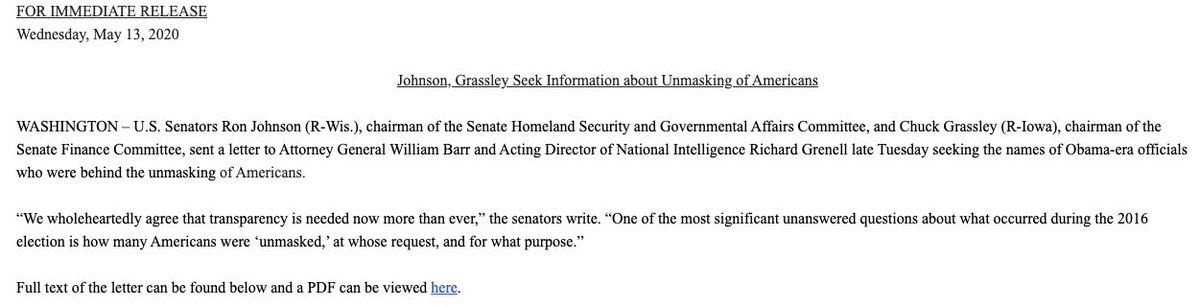 FOR IMMEDIATE RELEASE
Wednesday, May 13, 2020
Johnson, Grassley Seek Information about Unmasking of Americans
WASHINGTON – U.S. Senators Ron Johnson (R-Wis.), chairman of the Senate Homeland Security and Governmental Affairs Committee, and Chuck Grassley (R-Iowa), chairman of the
Senate Finance Committee, sent a letter to Attorney General William Barr and Acting Director of National Intelligence Richard Grenell late Tuesday seeking the names of Obama-era officials
who were behind the unmasking of Americans.
“We wholeheartedly agree that transparency is needed now more than ever,” the senators write. “One of the most significant unanswered questions about what occurred during the 2016
election is how many Americans were ‘unmasked,’ at whose request, and for what purpose.”
Full text of the letter can be found below and a PDF can be viewed here.